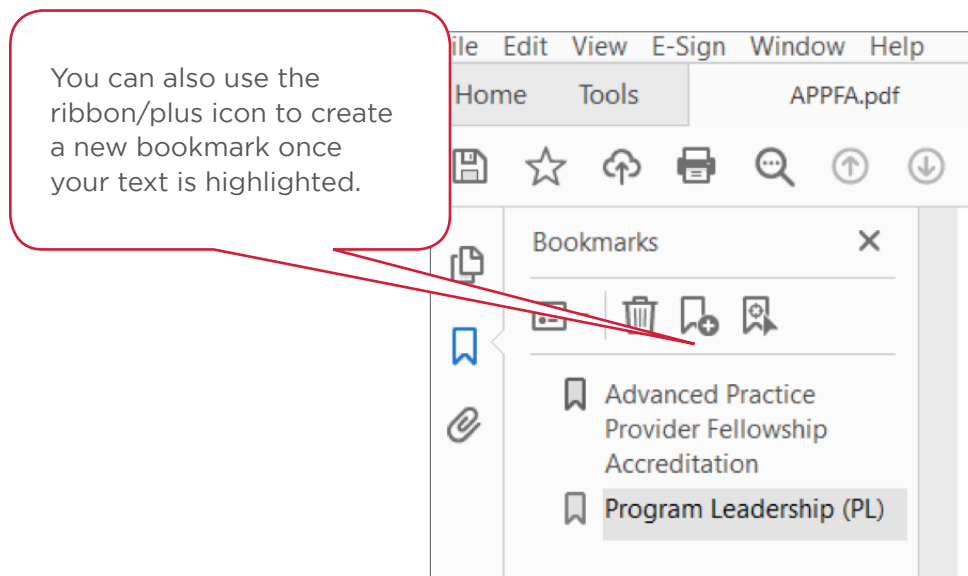 You can also use the
ribbon/plus icon to create
a new bookmark once
your text is highlighted.
ile Edit View E-Sign Window Help
Home Tools APPFA.pdf
Bookmarks
Advanced Practice
Provider Fellowship
Accreditation
Program Leadership (PL)